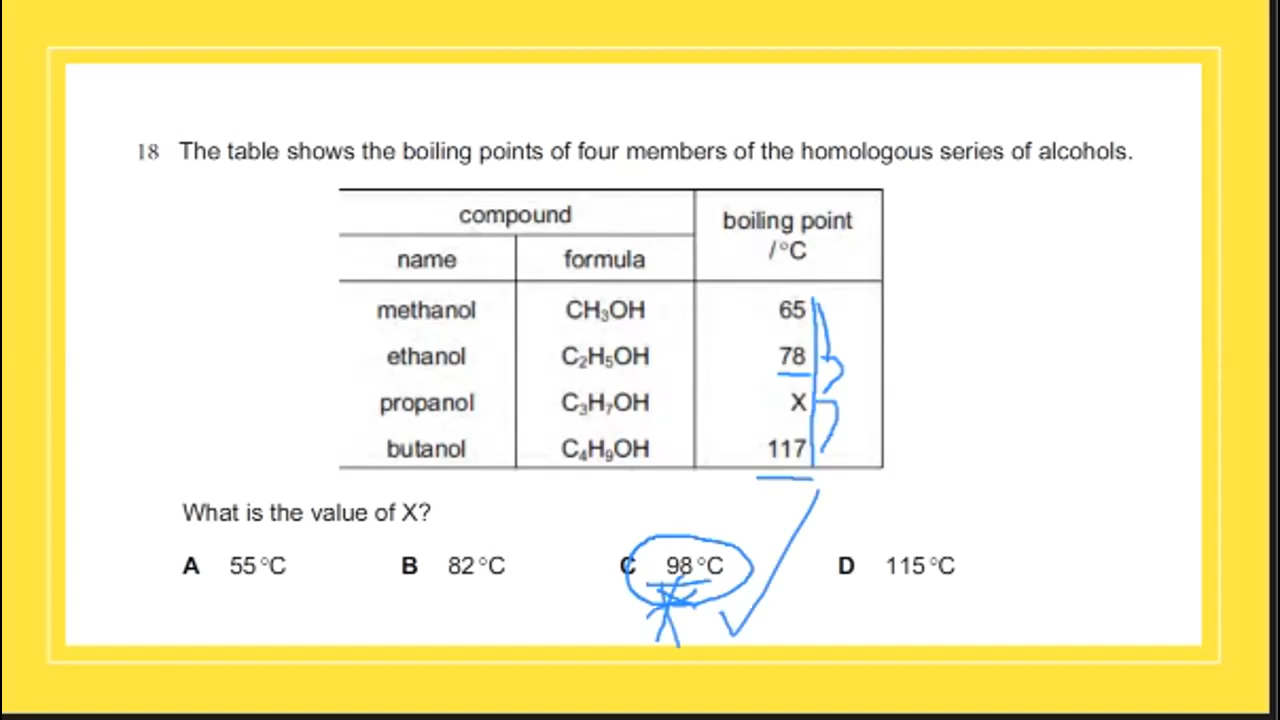 18 The table shows the boiling points of four members of the homologous series of alcohols.
compound boiling point /°C
name formula
methanol CH₃OH 65
ethanol C₂H₅OH 78
propanol C₃H₇OH X
butanol C₄H₉OH 117
What is the value of X?
A 55°C B 82°C C 98°C D 115°C